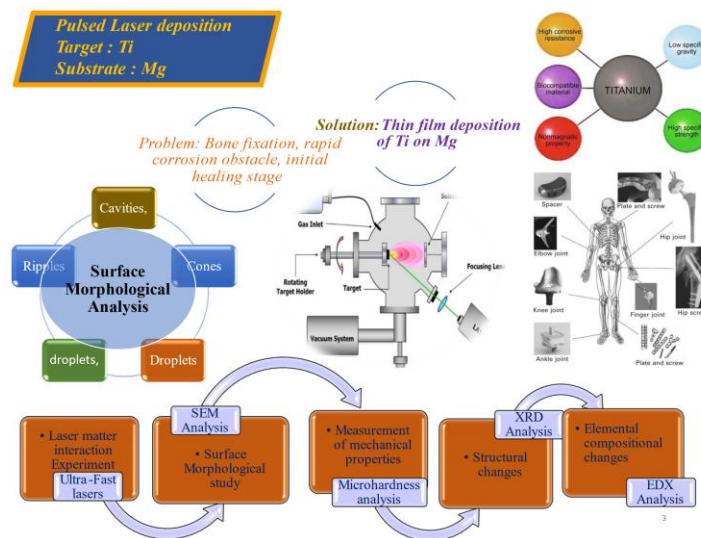 Pulsed Laser deposition
Target : Ti
Substrate : Mg
Problem: Bone fixation, rapid
corrosion obstacle, initial
healing stage
Solution: Thin film deposition
of Ti on Mg
High corrosive
resistance
Low specific
gravity
Biocompatible
material
TITANIUM
Nonmagnetic
property
High specific
strength
Cavities,
Ripples
Cones
Surface
Morphological
Analysis
droplets,
Droplets
Gas Inlet
Rotating
Target Holder
Target
Focusing Lens
Vacuum System
Spacer
Plate and screw
Hip joint
Elbow joint
Knee joint
Finger joint
Hip scre
Ankle joint
Plate and screw
• Laser matter
interaction
Experiment
Ultra-Fast
lasers
SEM
Analysis
• Surface
Morphological
study
• Measurement
of mechanical
properties
Microhardness
analysis
• Structural
changes
XRD
Analysis
• Elemental
compositional
changes
EDX
Analysis
3